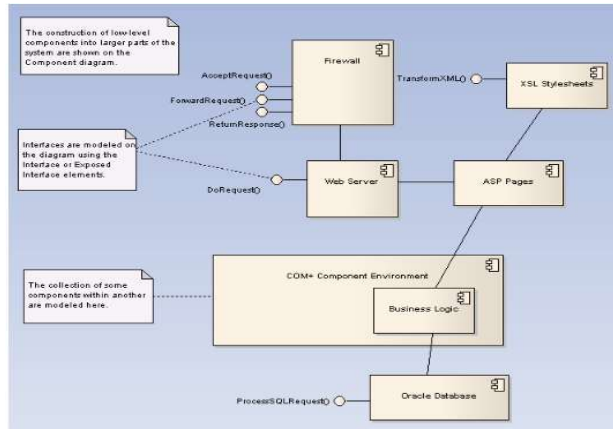 The construction of low-level
components into larger parts of the
system are shown on the
Component diagram.
Firewall
AcceptRequest()
ForwardRequest()
ReturnResponse()
TransformXML()
XSL Stylesheets
Interfaces are modeled on
the diagram using the
Interface or Exposed
Interface elements.
DoRequest()
Web Server
ASP Pages
COM+ Component Environment
The collection of some
components within another
are modeled here.
Business Logic
ProcessSQLRequest()
Oracle Database